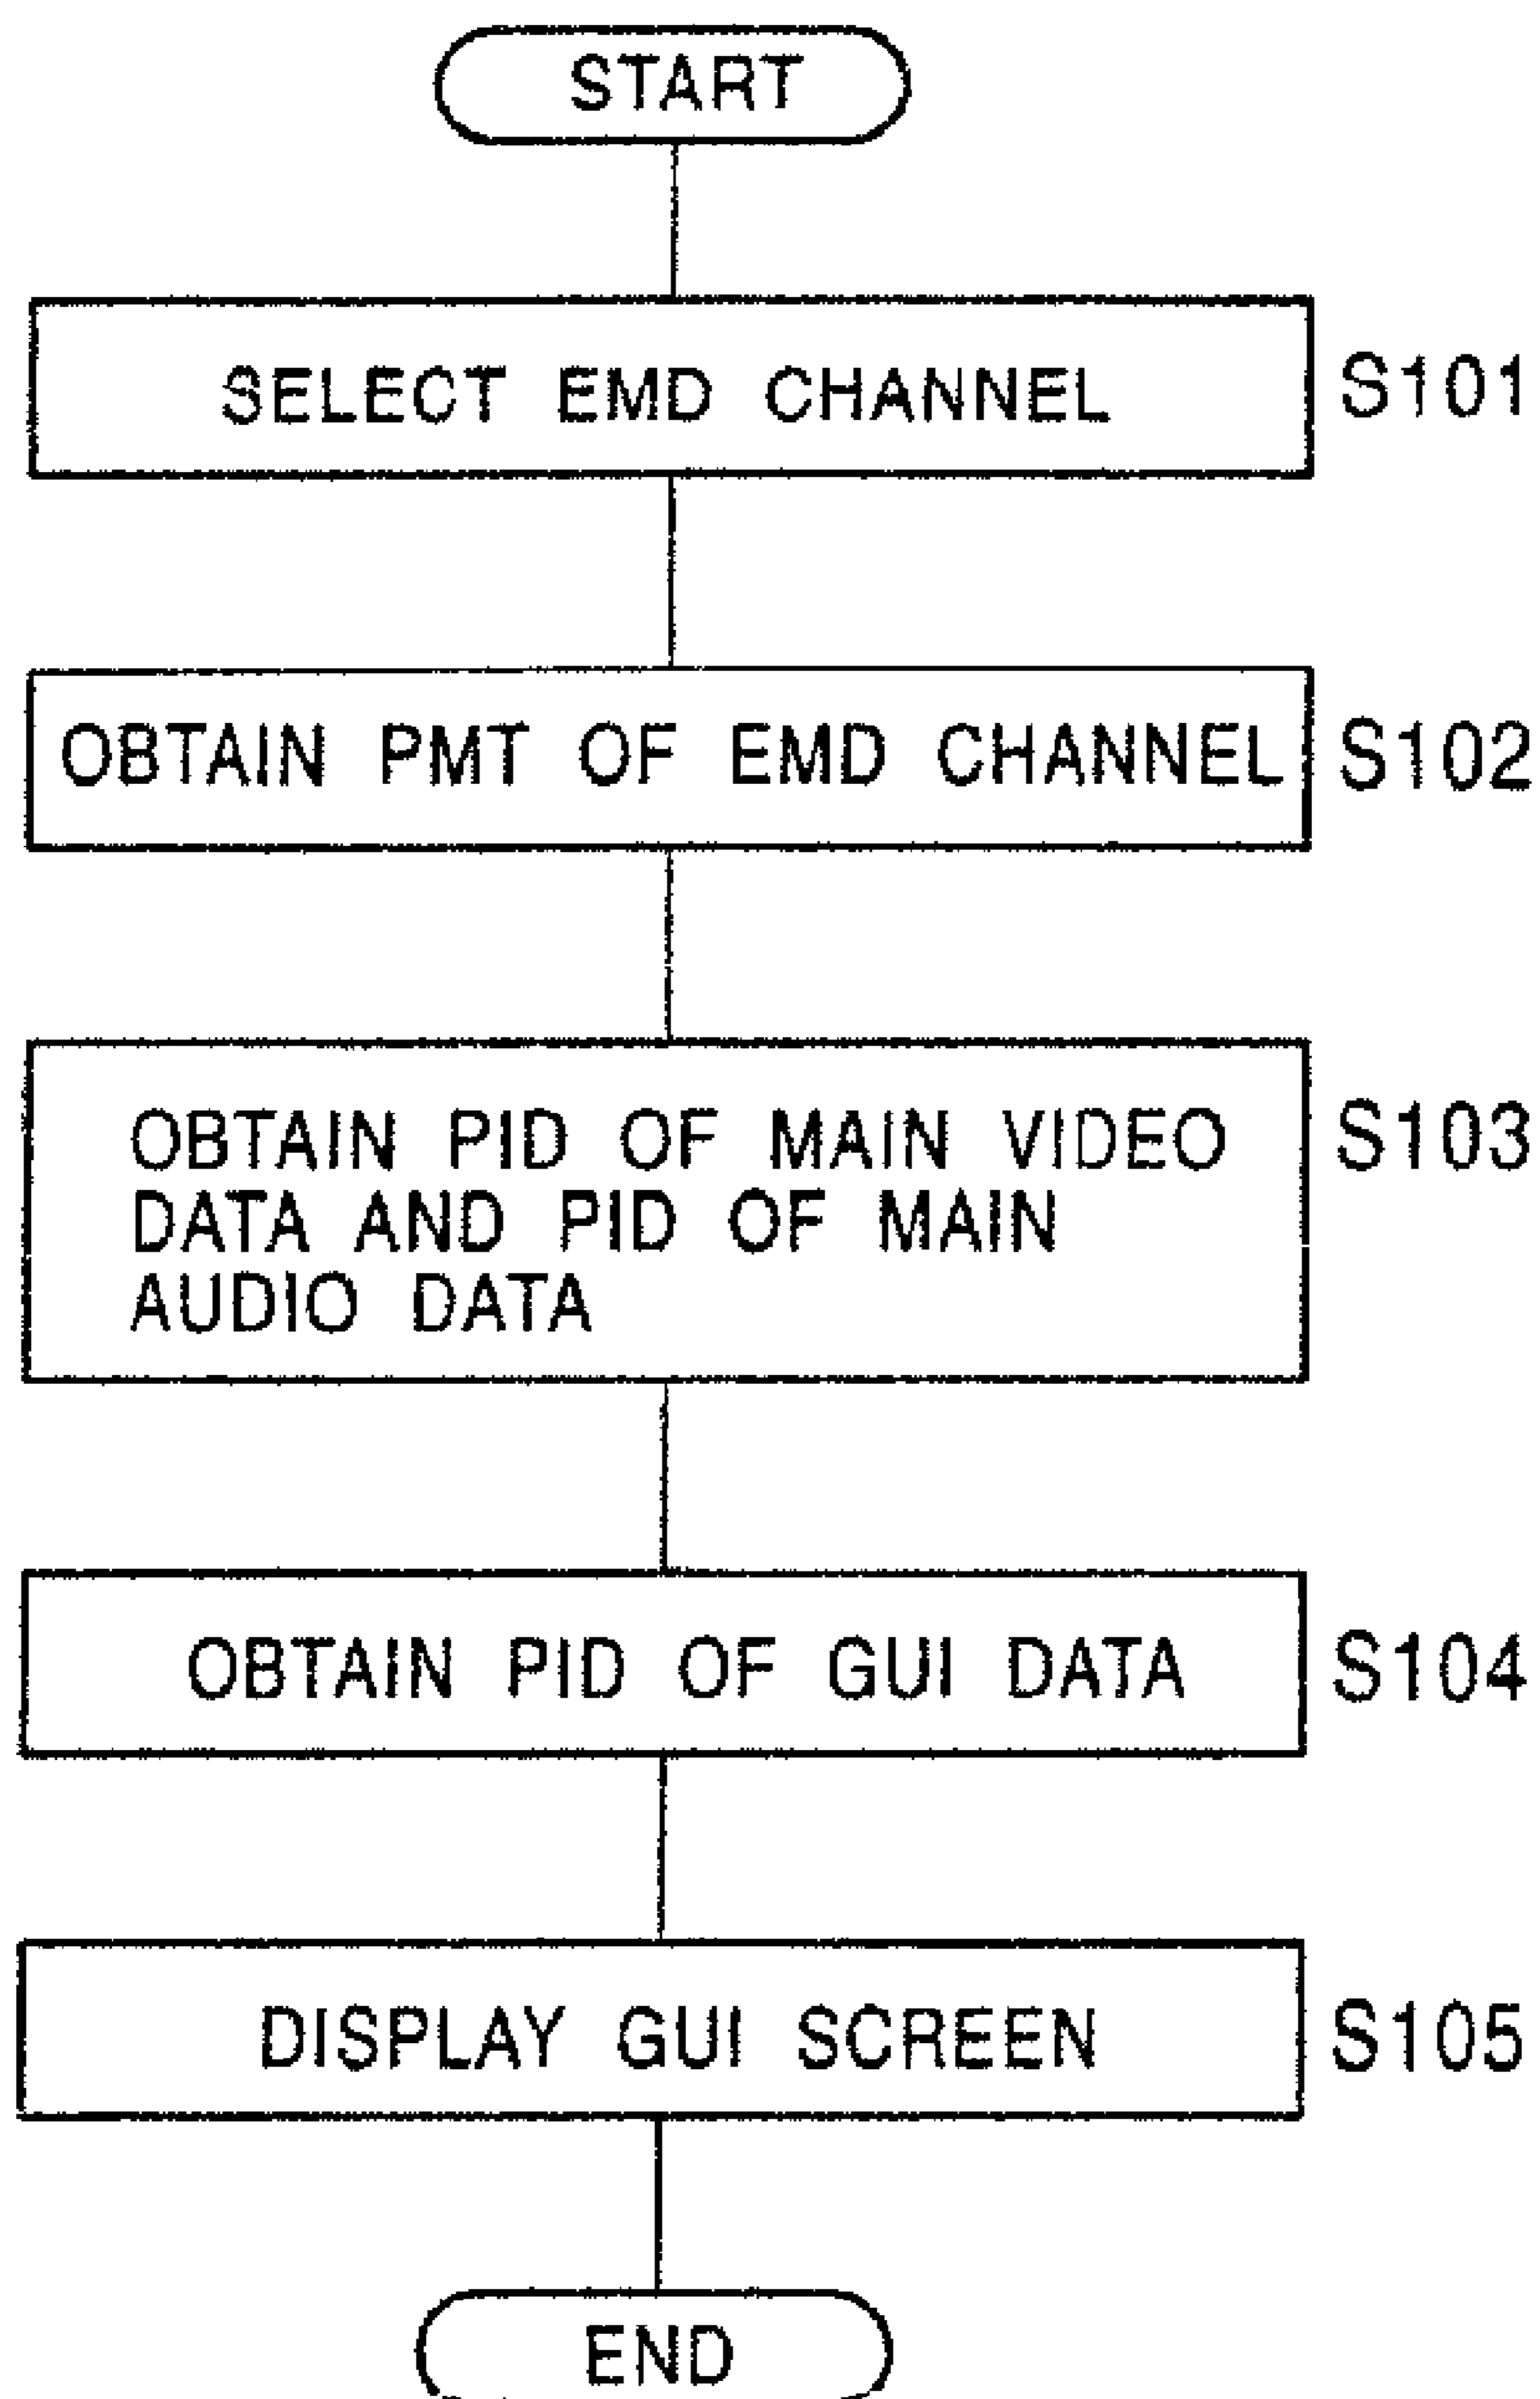 START
SELECT EMD CHANNEL S101
OBTAIN PMT OF EMD CHANNEL S102
OBTAIN PID OF MAIN VIDEO S103
DATA AND PID OF MAIN
AUDIO DATA
OBTAIN PID OF GUI DATA S104
DISPLAY GUI SCREEN S105
END